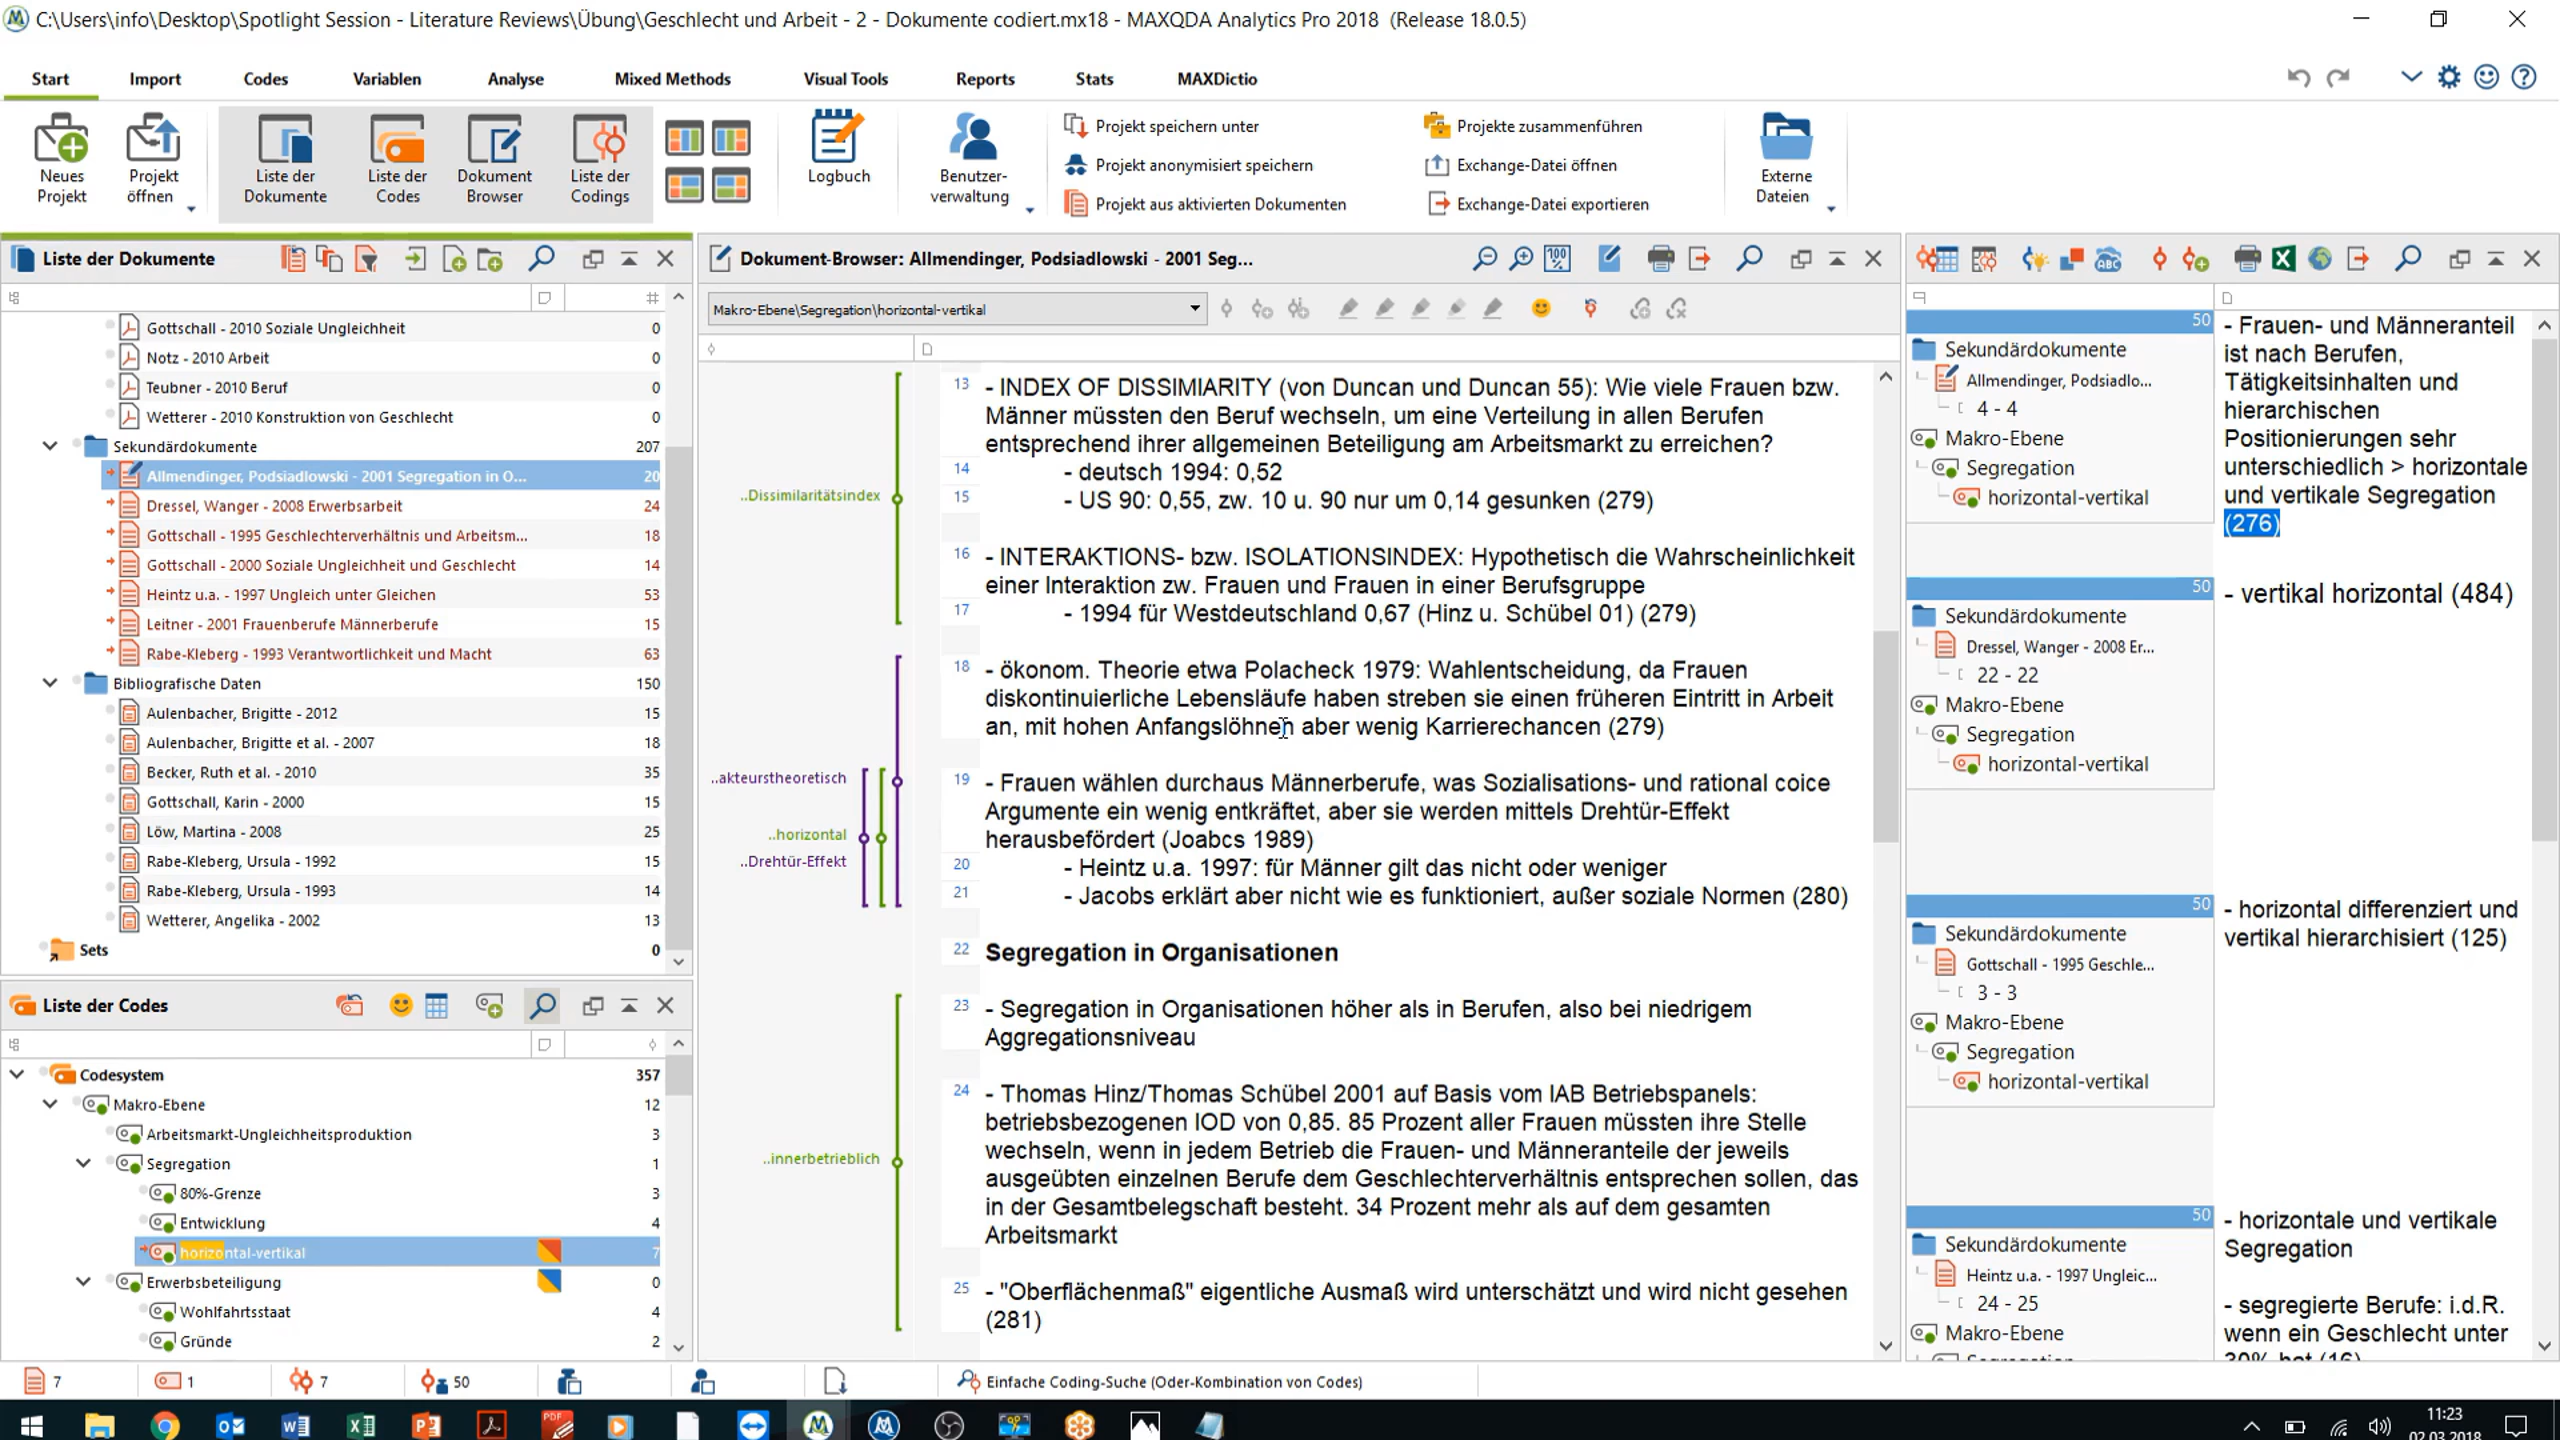 C:\Users\info\Desktop\Spotlight Session - Literature Reviews\Übung\Geschlecht und Arbeit - 2 - Dokumente codiert.mx18 - MAXQDA Analytics Pro 2018 (Release 18.0.5)
Start Import Codes Variablen Analyse Mixed Methods Visual Tools Reports Stats MAXDictio
Neues Projekt
Projekt öffnen
Liste der Dokumente
Liste der Codes
Dokument Browser
Liste der Codings
Logbuch
Benutzer-verwaltung
Projekt speichern unter
Projekt anonymisiert speichern
Projekt aus aktivierten Dokumenten
Projekte zusammenführen
Exchange-Datei öffnen
Exchange-Datei exportieren
Externe Dateien
Liste der Dokumente
Gottschall - 2010 Soziale Ungleichheit 0
Notz - 2010 Arbeit 0
Teubner - 2010 Beruf 0
Wetterer - 2010 Konstruktion von Geschlecht 0
Sekundärdokumente 207
Allmendinger, Podsiadlowski - 2001 Segregation in O... 20
Dressel, Wanger - 2008 Erwerbsarbeit 24
Gottschall - 1995 Geschlechterverhältnis und Arbeitsm... 18
Gottschall - 2000 Soziale Ungleichheit und Geschlecht 14
Heintz u.a. - 1997 Ungleich unter Gleichen 53
Leitner - 2001 Frauenberufe Männerberufe 15
Rabe-Kleberg - 1993 Verantwortlichkeit und Macht 63
Bibliografische Daten 150
Aulenbacher, Brigitte - 2012 15
Aulenbacher, Brigitte et al. - 2007 18
Becker, Ruth et al. - 2010 35
Gottschall, Karin - 2000 15
Löw, Martina - 2008 25
Rabe-Kleberg, Ursula - 1992 15
Rabe-Kleberg, Ursula - 1993 14
Wetterer, Angelika - 2002 13
Sets 0
Liste der Codes
Codesystem 357
Makro-Ebene 12
Arbeitsmarkt-Ungleichheitsproduktion 3
Segregation 1
80%-Grenze 3
Entwicklung 4
horizontal-vertikal 7
Erwerbsbeteiligung 0
Wohlfahrtsstaat 4
Gründe 2
Dokument-Browser: Allmendinger, Podsiadlowski - 2001 Seg...
100 %
Makro-Ebene\Segregation\horizontal-vertikal
..Dissimilaritätsindex
..akteurstheoretisch
..horizontal
..Drehtür-Effekt
..innerbetrieblich
13 - INDEX OF DISSIMIARITY (von Duncan und Duncan 55): Wie viele Frauen bzw.
Männer müssten den Beruf wechseln, um eine Verteilung in allen Berufen
entsprechend ihrer allgemeinen Beteiligung am Arbeitsmarkt zu erreichen?
14 - deutsch 1994: 0,52
15 - US 90: 0,55, zw. 10 u. 90 nur um 0,14 gesunken (279)
16 - INTERAKTIONS- bzw. ISOLATIONSINDEX: Hypothetisch die Wahrscheinlichkeit
einer Interaktion zw. Frauen und Frauen in einer Berufsgruppe
17 - 1994 für Westdeutschland 0,67 (Hinz u. Schübel 01) (279)
18 - ökonom. Theorie etwa Polacheck 1979: Wahlentscheidung, da Frauen
diskontinuierliche Lebensläufe haben streben sie einen früheren Eintritt in Arbeit
an, mit hohen Anfangslöhnen aber wenig Karrierechancen (279)
19 - Frauen wählen durchaus Männerberufe, was Sozialisations- und rational coice
Argumente ein wenig entkräftet, aber sie werden mittels Drehtür-Effekt
herausbefördert (Joabcs 1989)
20 - Heintz u.a. 1997: für Männer gilt das nicht oder weniger
21 - Jacobs erklärt aber nicht wie es funktioniert, außer soziale Normen (280)
22 Segregation in Organisationen
23 - Segregation in Organisationen höher als in Berufen, also bei niedrigem
Aggregationsniveau
24 - Thomas Hinz/Thomas Schübel 2001 auf Basis vom IAB Betriebspanels:
betriebsbezogenen IOD von 0,85. 85 Prozent aller Frauen müssten ihre Stelle
wechseln, wenn in jedem Betrieb die Frauen- und Männeranteile der jeweils
ausgeübten einzelnen Berufe dem Geschlechterverhältnis entsprechen sollen, das
in der Gesamtbelegschaft besteht. 34 Prozent mehr als auf dem gesamten
Arbeitsmarkt
25 - "Oberflächenmaß" eigentliche Ausmaß wird unterschätzt und wird nicht gesehen
(281)
50
Sekundärdokumente
Allmendinger, Podsiadlo...
4 - 4
Makro-Ebene
Segregation
horizontal-vertikal
- Frauen- und Männeranteil
ist nach Berufen,
Tätigkeitsinhalten und
hierarchischen
Positionierungen sehr
unterschiedlich > horizontale
und vertikale Segregation
(276)
50
Sekundärdokumente
Dressel, Wanger - 2008 Er...
22 - 22
Makro-Ebene
Segregation
horizontal-vertikal
- vertikal horizontal (484)
50
Sekundärdokumente
Gottschall - 1995 Geschle...
3 - 3
Makro-Ebene
Segregation
horizontal-vertikal
- horizontal differenziert und
vertikal hierarchisiert (125)
50
Sekundärdokumente
Heintz u.a. - 1997 Ungleic...
24 - 25
Makro-Ebene
- horizontale und vertikale
Segregation
- segregierte Berufe: i.d.R.
wenn ein Geschlecht unter
30% hat (16)
7 1 7 50 Einfache Coding-Suche (Oder-Kombination von Codes)
11:23
02.03.2018